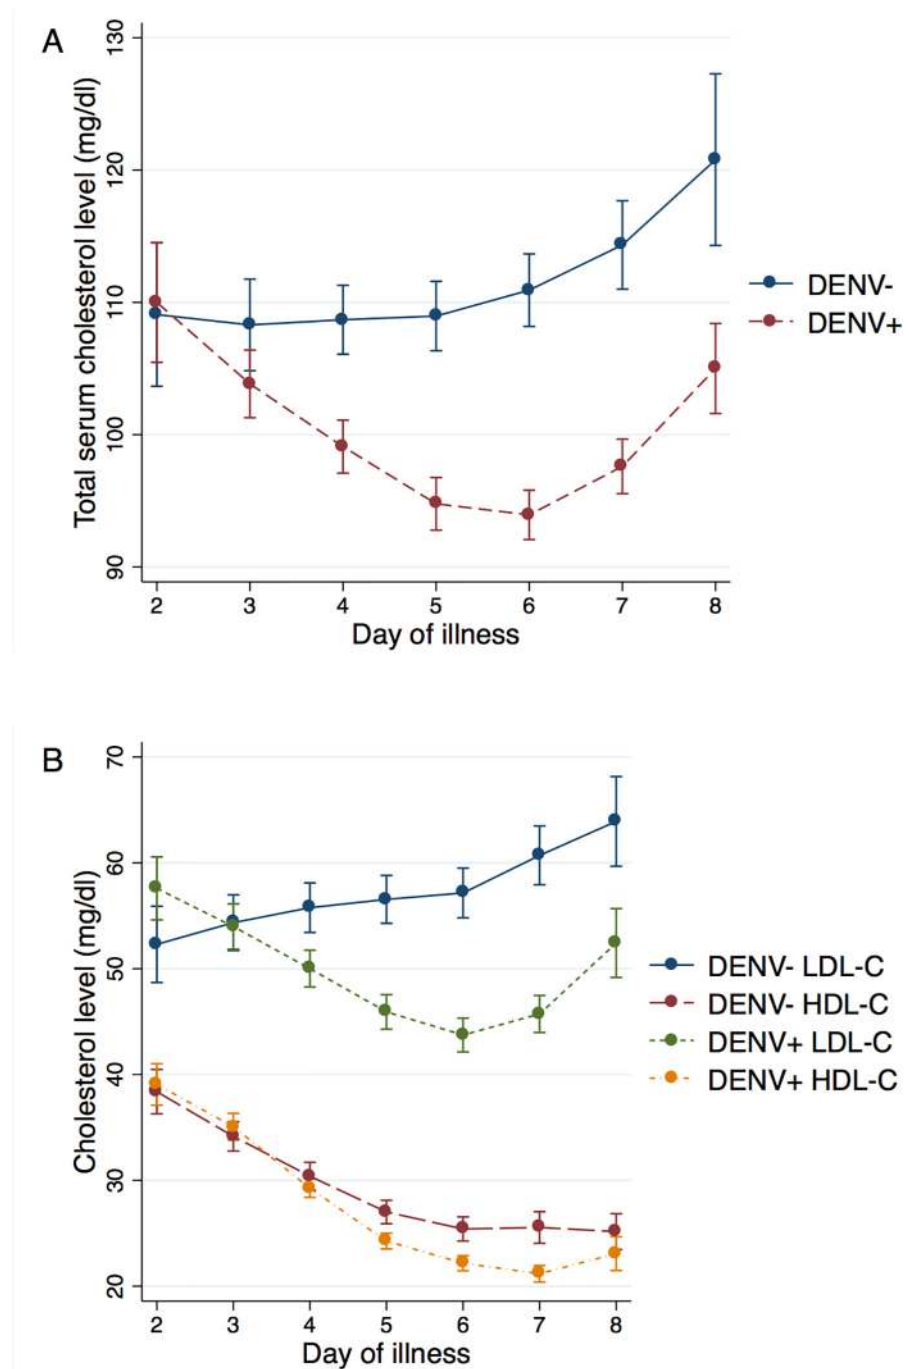 A
Total serum cholesterol level (mg/dl)
130
120
110
100
90
2 3 4 5 6 7 8
Day of illness
DENV-
DENV+
B
Cholesterol level (mg/dl)
70
60
50
40
30
20
2 3 4 5 6 7 8
Day of illness
DENV- LDL-C
DENV- HDL-C
DENV+ LDL-C
DENV+ HDL-C